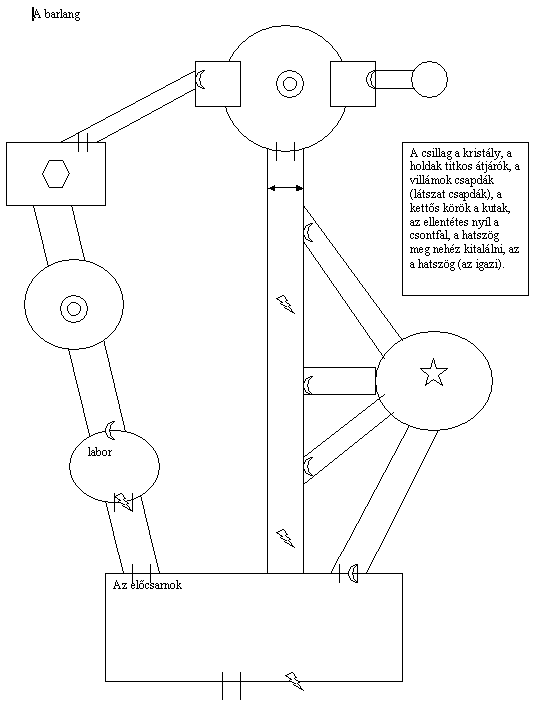 A barlang
A csillag a kristály, a
holdak titkos átjárók, a
villámok csapdák
(látszat csapdák), a
kettős körök a kutak,
az ellentétes nyíl a
csontfal, a hatszög
meg nehéz kitalálni, az
a hatszög (az igazi).
labor
Az előcsarnok